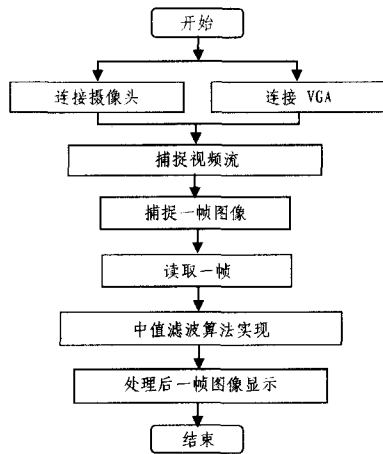 开始
连接摄像头
连接 VGA
捕捉视频流
捕捉一帧图像
读取一帧
中值滤波算法实现
处理后一帧图像显示
结束